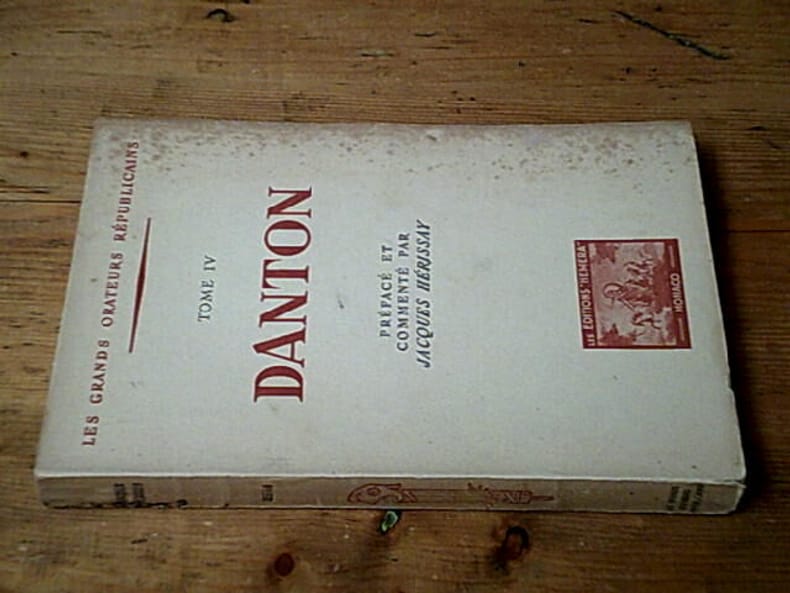 LES GRANDS ORATEURS RÉPUBLICAINS
TOME IV
DANTON
PRÉFACÉ ET
COMMENTÉ PAR
JACQUES HÉRISSAY
LES ÉDITIONS "HEMERA"
MONACO